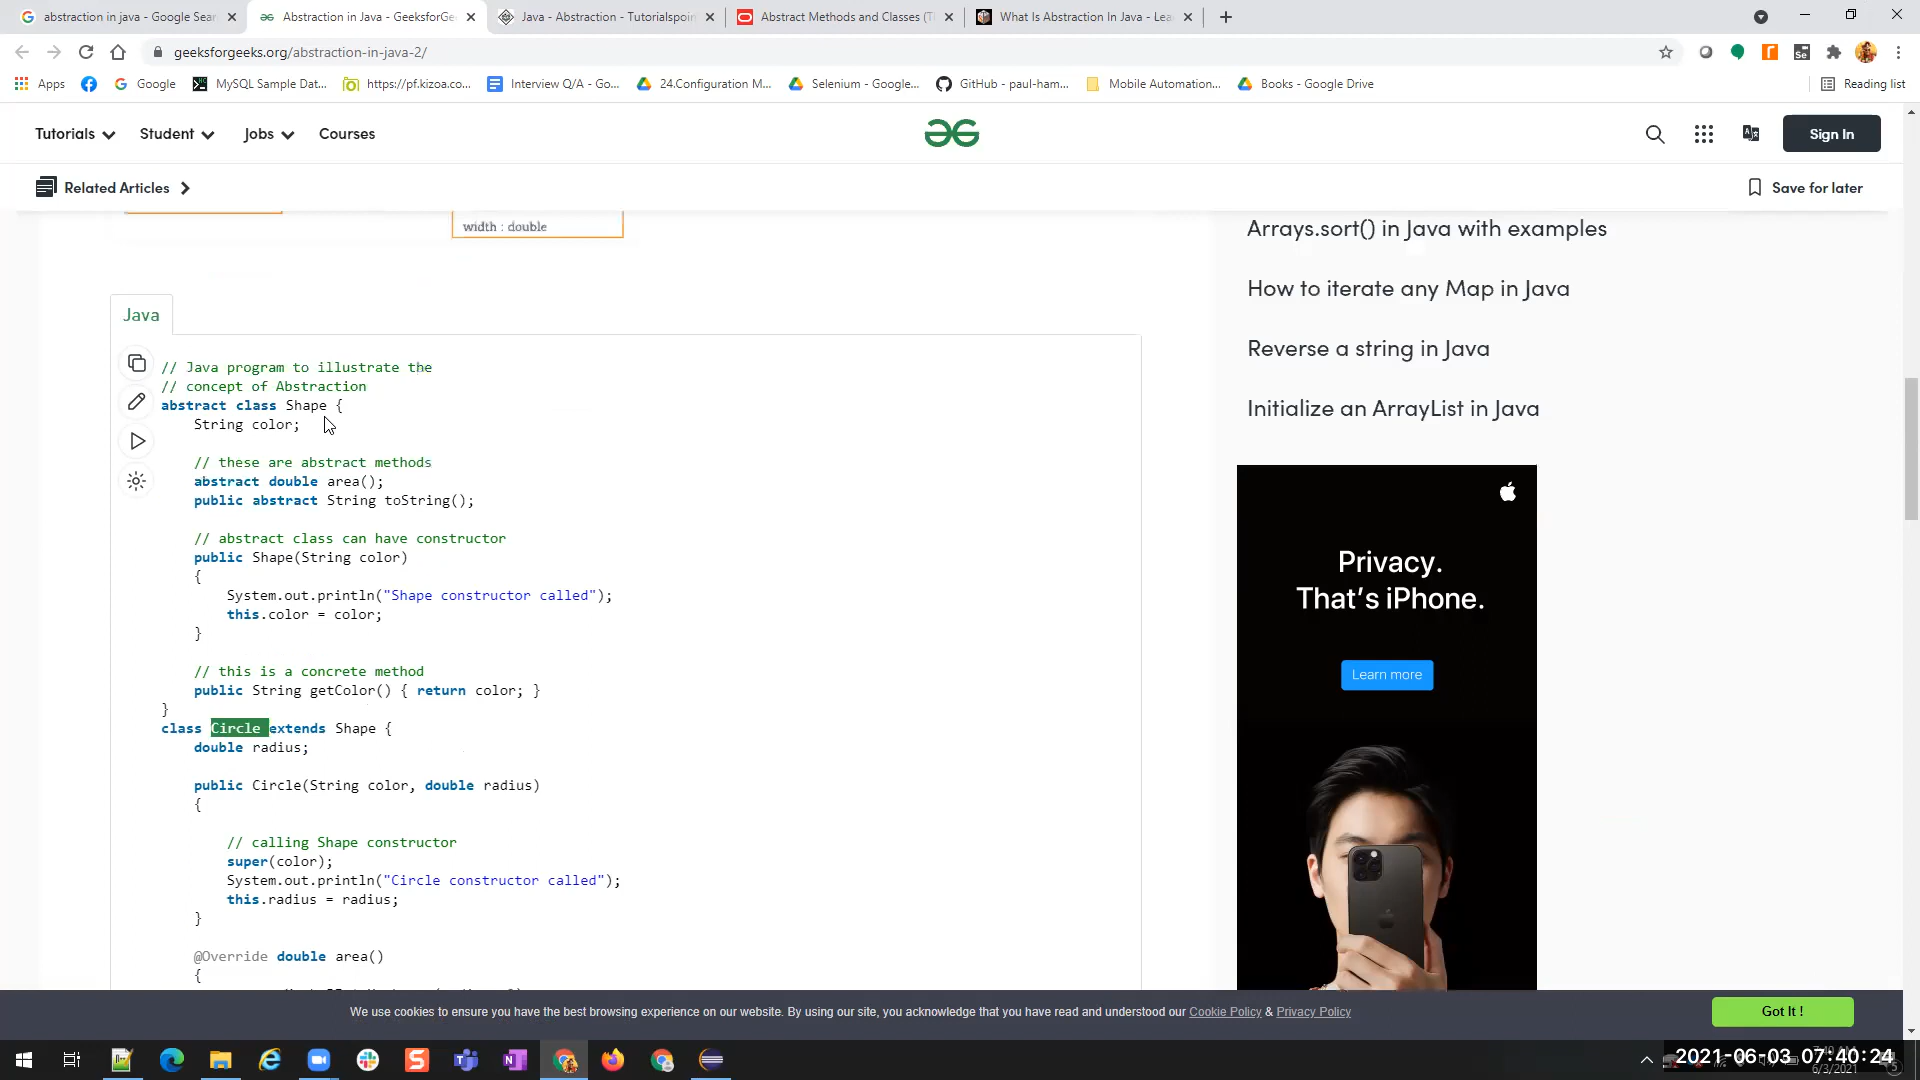 abstraction in java - Google Sear
Abstraction in Java - GeeksforGe
Java - Abstraction - Tutorialspoin
Abstract Methods and Classes (T
What Is Abstraction In Java - Lea
geeksforgeeks.org/abstraction-in-java-2/
Apps
Google
MySQL Sample Dat...
https://pf.kizoa.co...
Interview Q/A - Go...
24.Configuration M...
Selenium - Google...
GitHub - paul-ham...
Mobile Automation...
Books - Google Drive
Reading list
Tutorials
Student
Jobs
Courses
Sign In
Related Articles
Save for later
width : double
Java
// Java program to illustrate the
// concept of Abstraction
abstract class Shape {
String color;
// these are abstract methods
abstract double area();
public abstract String toString();
// abstract class can have constructor
public Shape(String color)
{
System.out.println("Shape constructor called");
this.color = color;
}
// this is a concrete method
public String getColor() { return color; }
}
class Circle extends Shape {
double radius;
public Circle(String color, double radius)
{
// calling Shape constructor
super(color);
System.out.println("Circle constructor called");
this.radius = radius;
}
@Override double area()
{
Arrays.sort() in Java with examples
How to iterate any Map in Java
Reverse a string in Java
Initialize an ArrayList in Java
Privacy.
That's iPhone.
Learn more
We use cookies to ensure you have the best browsing experience on our website. By using our site, you acknowledge that you have read and understood our Cookie Policy & Privacy Policy
Got It !
2021-06-03 07:40:24
6/3/2021